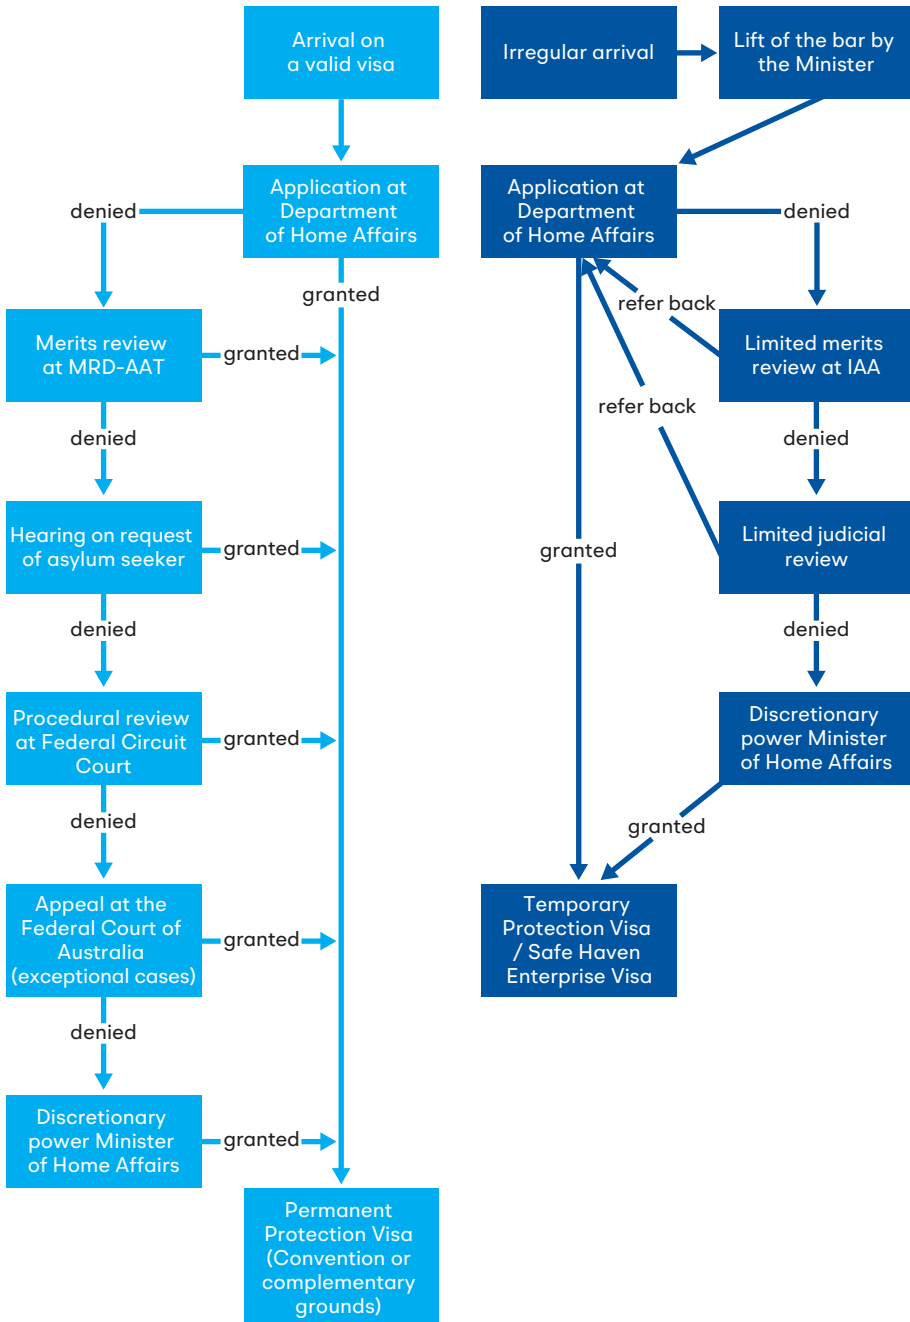 Arrival on
a valid visa
Irregular arrival
Lift of the bar by
the Minister
Application at
Department
of Home Affairs
denied
granted
Merits review
at MRD-AAT
granted
denied
Hearing on request
of asylum seeker
granted
denied
Procedural review
at Federal Circuit
Court
granted
denied
Appeal at the
Federal Court of
Australia
(exceptional cases)
granted
denied
Discretionary
power Minister
of Home Affairs
granted
Permanent
Protection Visa
(Convention or
complementary
grounds)
Application at
Department
of Home Affairs
denied
refer back
Limited merits
review at IAA
refer back
denied
Limited judicial
review
granted
denied
Discretionary
power Minister
of Home Affairs
granted
Temporary
Protection Visa
/ Safe Haven
Enterprise Visa